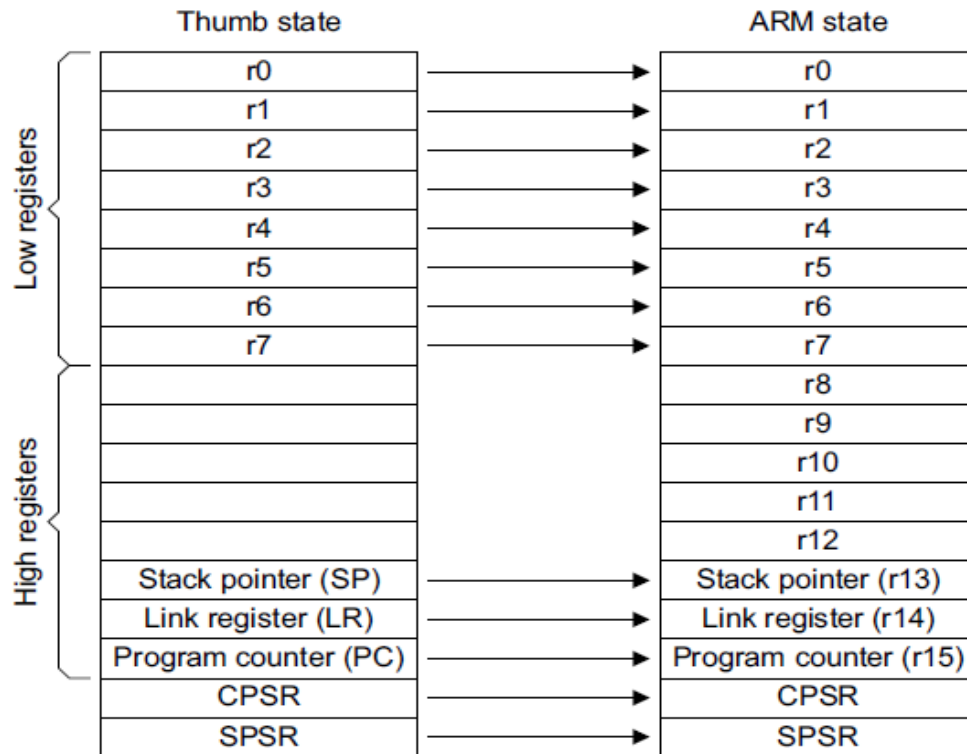 Thumb state
ARM state
Low registers
High registers
r0
r0
r1
r1
r2
r2
r3
r3
r4
r4
r5
r5
r6
r6
r7
r7
r8
r9
r10
r11
r12
Stack pointer (SP)
Stack pointer (r13)
Link register (LR)
Link register (r14)
Program counter (PC)
Program counter (r15)
CPSR
CPSR
SPSR
SPSR